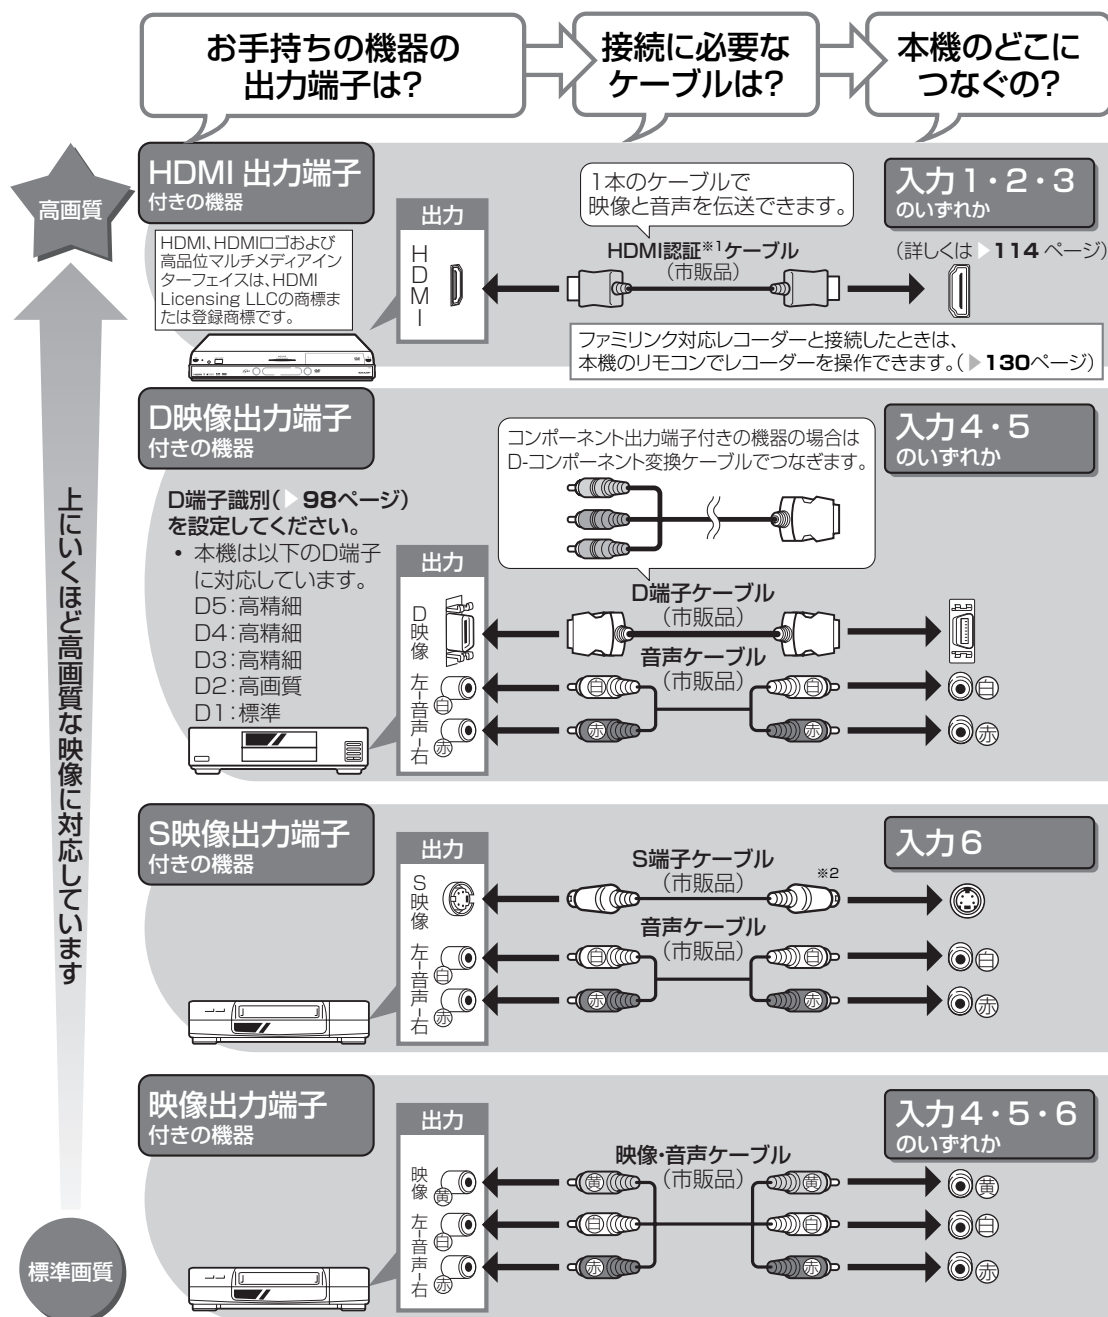 お手持ちの機器の
出力端子は?
接続に必要な
ケーブルは?
本機のどこに
つなぐの?
高画質
上にいくほど高画質な映像に対応しています
標準画質
HDMI 出力端子
付きの機器
HDMI、HDMIロゴおよび
高品位マルチメディアイン
ターフェイスは、HDMI
Licensing LLCの商標ま
たは登録商標です。
出力
HDMI
1本のケーブルで
映像と音声を伝送できます。
HDMI認証※1ケーブル
(市販品)
入力1・2・3
のいずれか
(詳しくは 114 ページ)
ファミリンク対応レコーダーと接続したときは、
本機のリモコンでレコーダーを操作できます。( 130ページ)
D映像出力端子
付きの機器
D端子識別( 98ページ)
を設定してください。
• 本機は以下のD端子
に対応しています。
D5:高精細
D4:高精細
D3:高精細
D2:高画質
D1:標準
出力
D映像
左-音声-右
白
赤
コンポーネント出力端子付きの機器の場合は
D-コンポーネント変換ケーブルでつなぎます。
D端子ケーブル
(市販品)
音声ケーブル
(市販品)
白 白
赤 赤
入力4・5
のいずれか
白
赤
S映像出力端子
付きの機器
出力
S映像
左-音声-右
白
赤
S端子ケーブル
(市販品)
※2
音声ケーブル
(市販品)
白 白
赤 赤
入力6
白
赤
映像出力端子
付きの機器
出力
映像
黄
左-音声-右
白
赤
映像・音声ケーブル
(市販品)
黄 黄
白 白
赤 赤
入力4・5・6
のいずれか
黄
白
赤